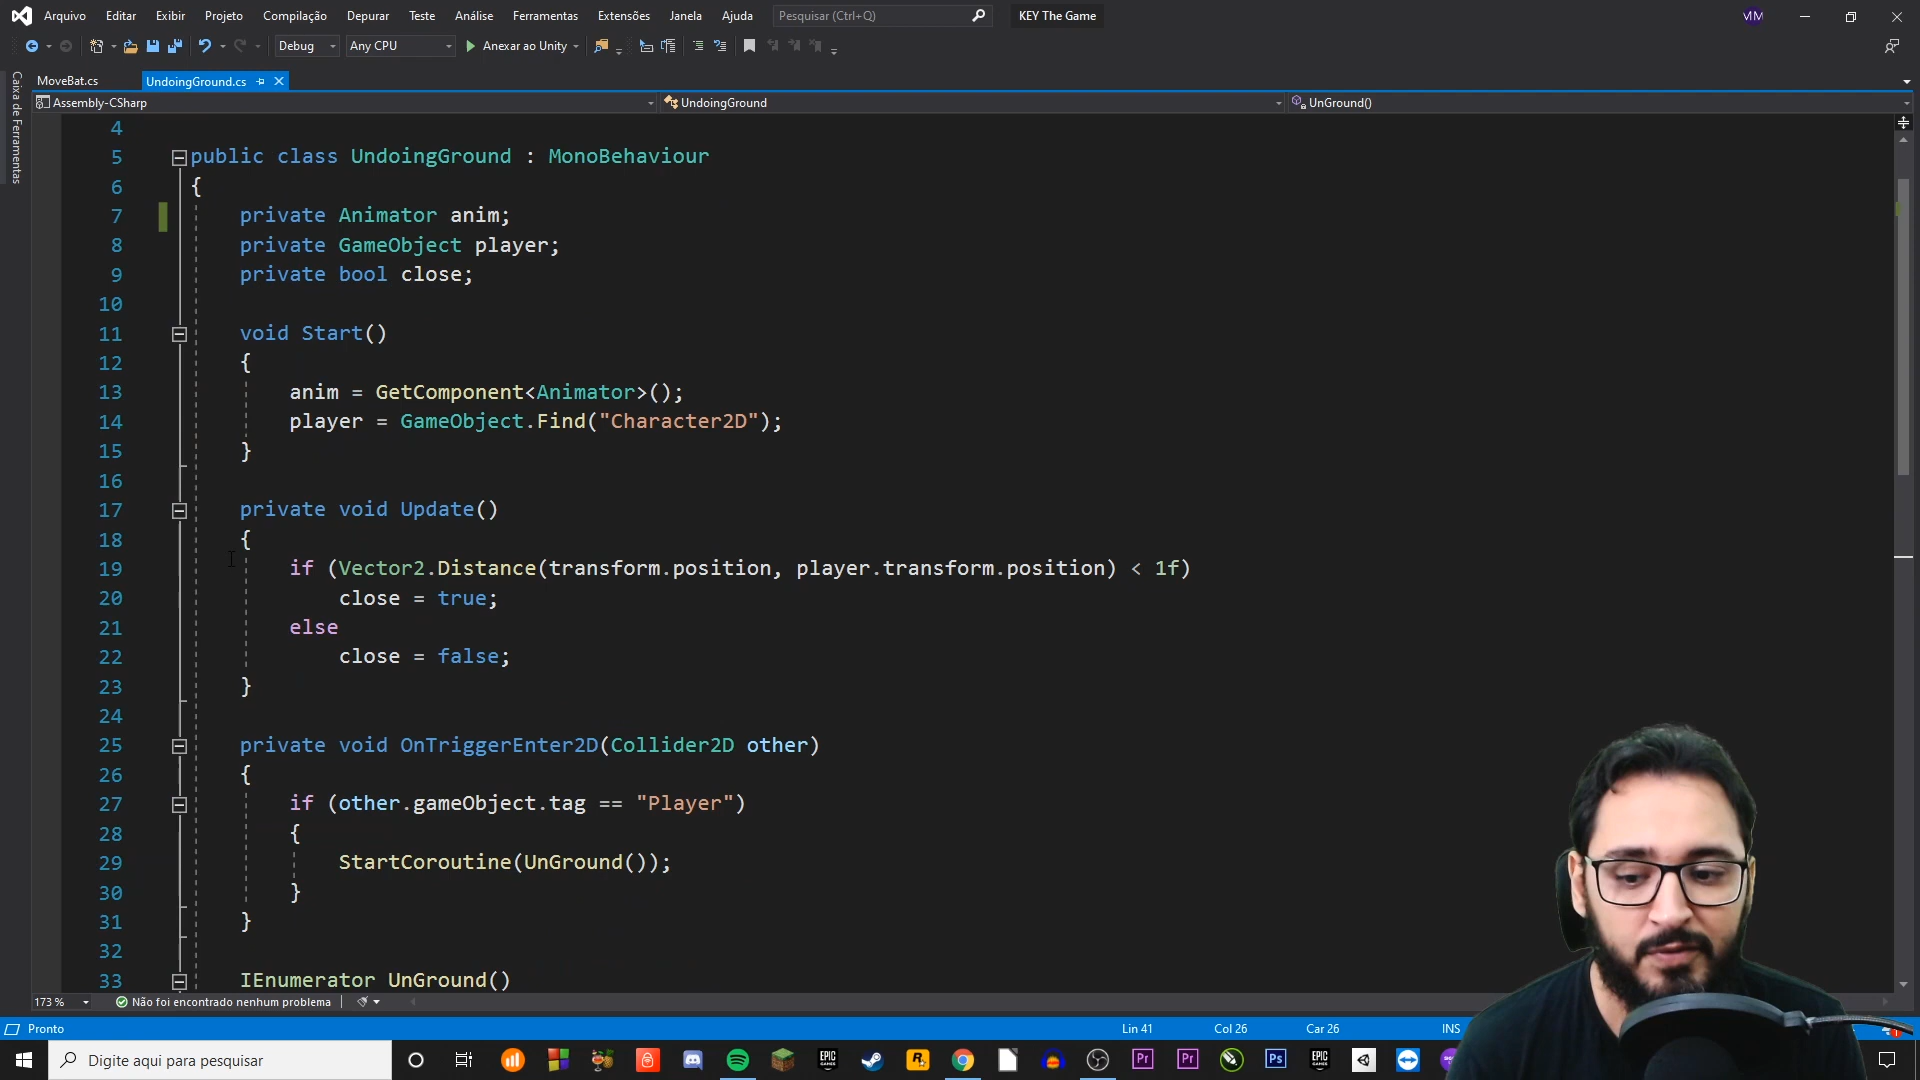 Arquivo Editar Exibir Projeto Compilação Depurar Teste Análise Ferramentas Extensões Janela Ajuda Pesquisar (Ctrl+Q) KEY The Game VM
Debug Any CPU Anexar ao Unity
MoveBat.cs UndoingGround.cs
Caixa de Ferramentas
Assembly-CSharp UndoingGround UnGround()
4
5 public class UndoingGround : MonoBehaviour
6 {
7 private Animator anim;
8 private GameObject player;
9 private bool close;
10
11 void Start()
12 {
13 anim = GetComponent<Animator>();
14 player = GameObject.Find("Character2D");
15 }
16
17 private void Update()
18 {
19 if (Vector2.Distance(transform.position, player.transform.position) < 1f)
20 close = true;
21 else
22 close = false;
23 }
24
25 private void OnTriggerEnter2D(Collider2D other)
26 {
27 if (other.gameObject.tag == "Player")
28 {
29 StartCoroutine(UnGround());
30 }
31 }
32
33 IEnumerator UnGround()
173 % Não foi encontrado nenhum problema
Pronto Lin 41 Col 26 Car 26 INS
Digite aqui para pesquisar EPIC GAMES R Pr Pr Ps EPIC GAMES